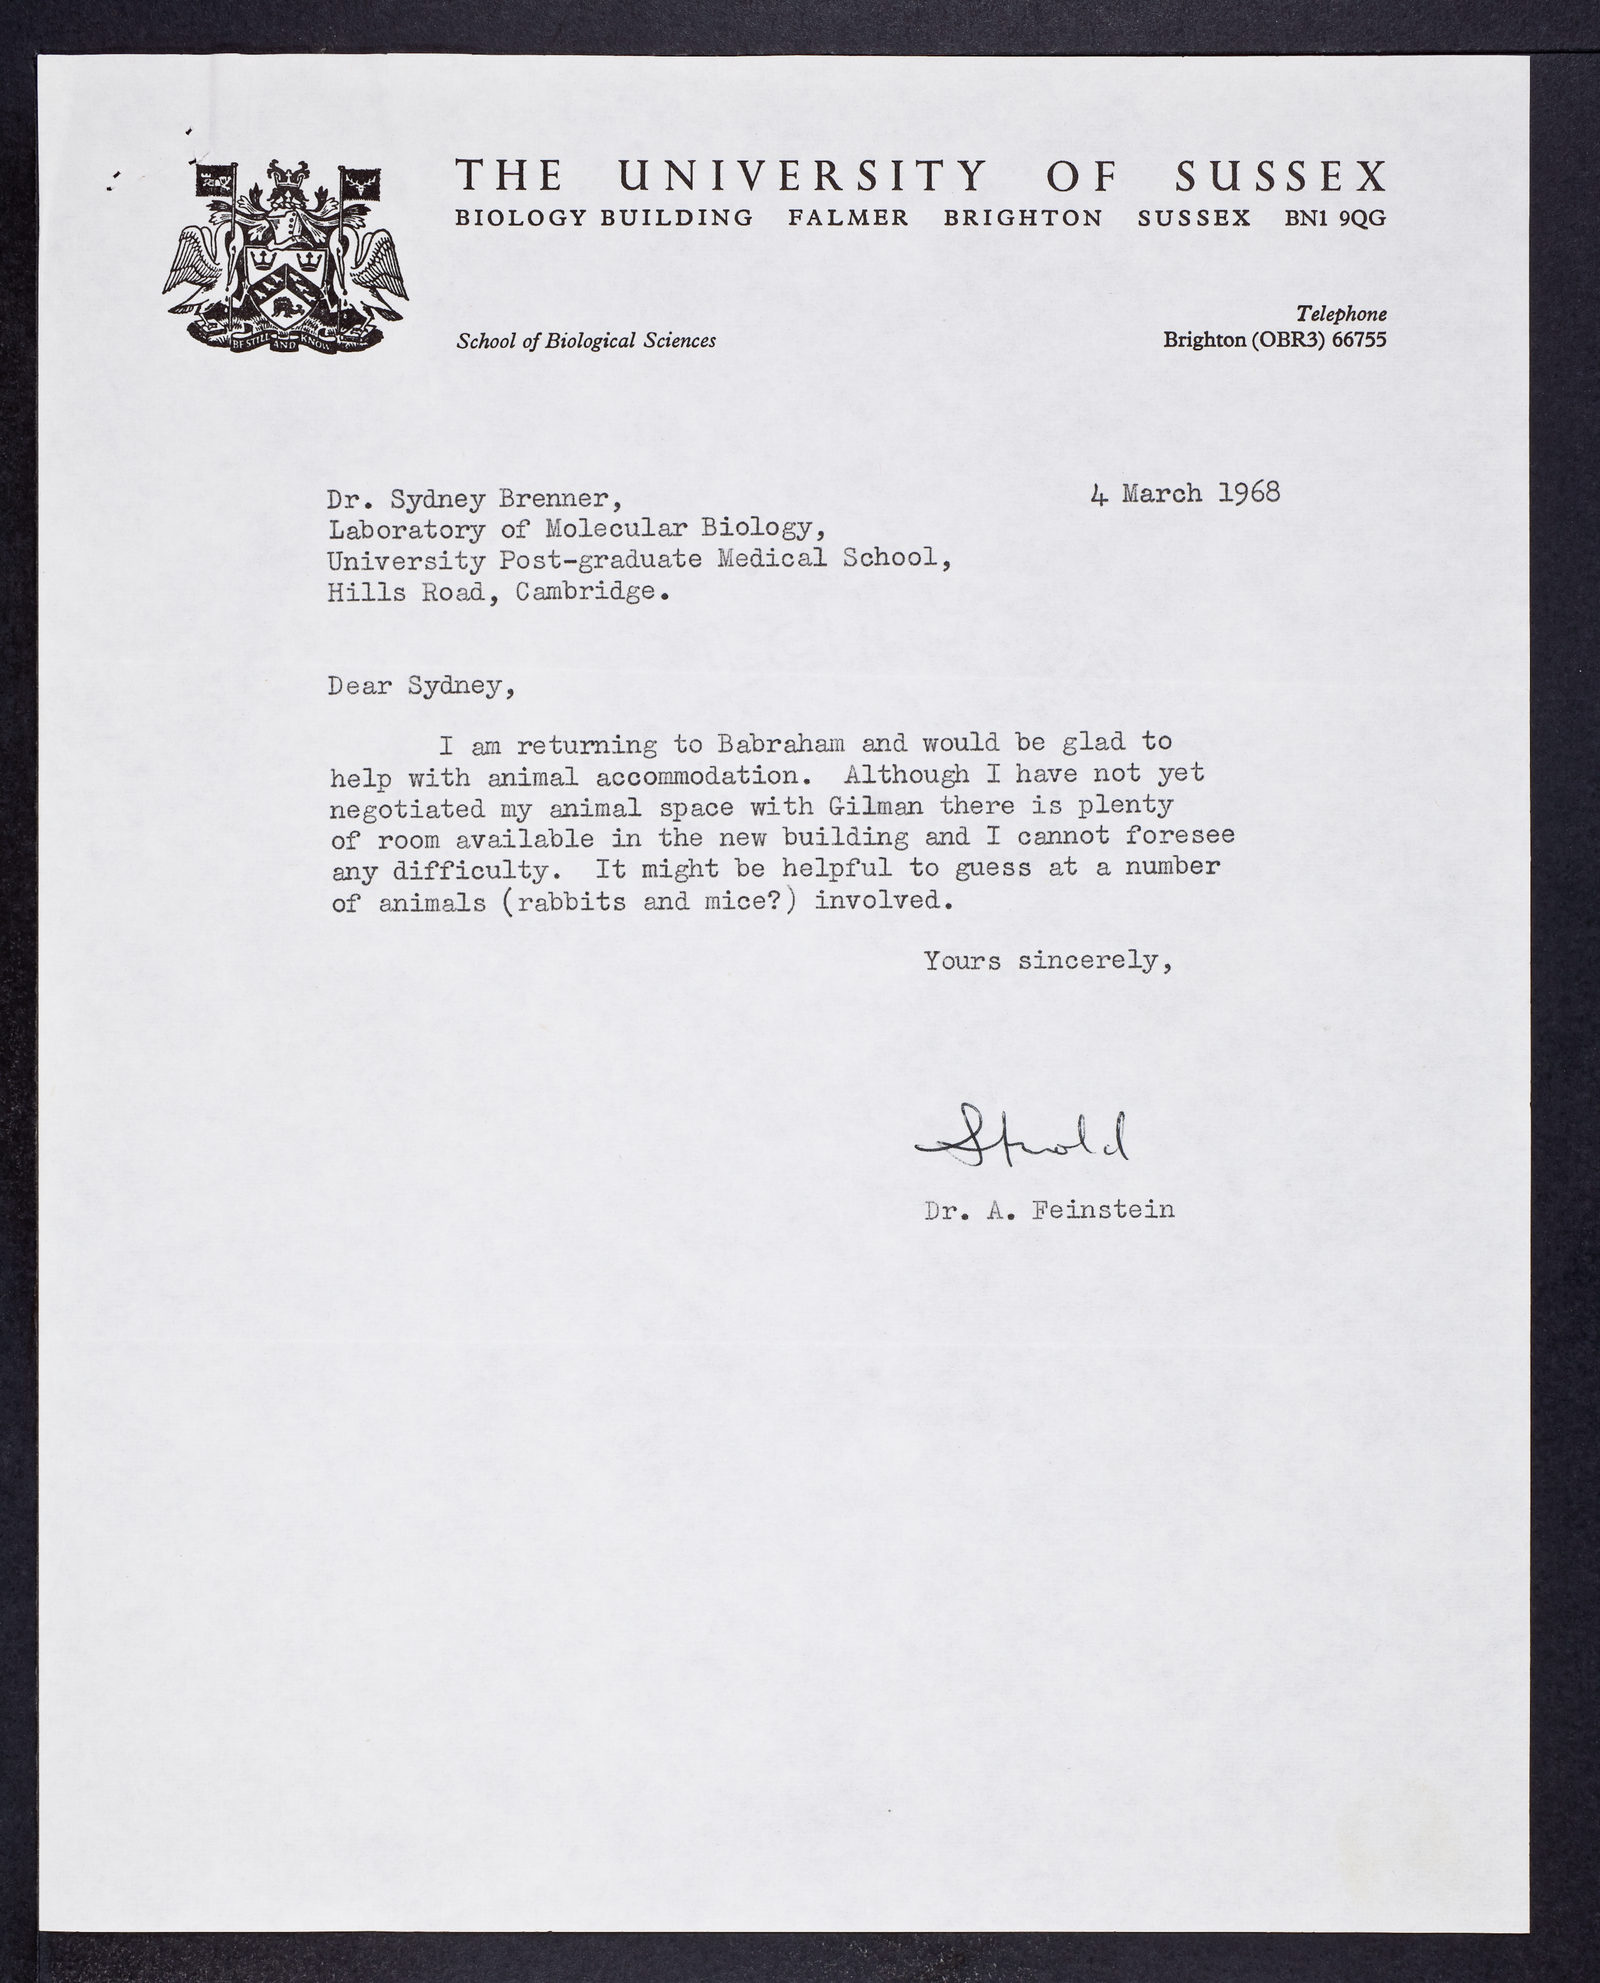 THE UNIVERSITY OF SUSSEX
BIOLOGY BUILDING FALMER BRIGHTON SUSSEX BN1 9QG
BE STILL AND KNOW
Telephone
School of Biological Sciences
Brighton (OBR3) 66755
Dr. Sydney Brenner,
4 March 1968
Laboratory of Molecular Biology,
University Post-graduate Medical School,
Hills Road, Cambridge.
Dear Sydney,
I am returning to Babraham and would be glad to
help with animal accommodation. Although I have not yet
negotiated my animal space with Gilman there is plenty
of room available in the new building and I cannot foresee
any difficulty. It might be helpful to guess at a number
of animals (rabbits and mice?) involved.
Yours sincerely,
Dr. A. Feinstein